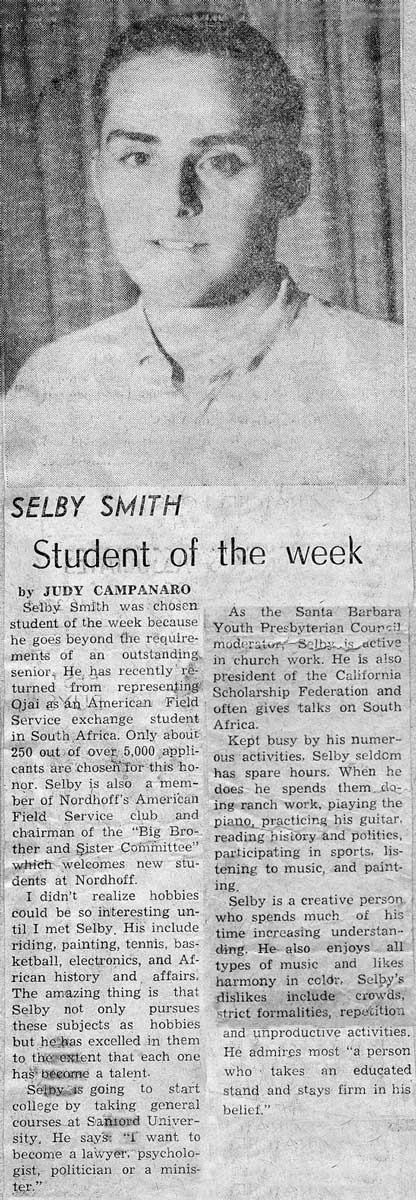 SELBY SMITH
Student of the week
by JUDY CAMPANARO
Selby Smith was chosen
student of the week because
he goes beyond the require-
ments of an outstanding
senior. He has recently re-
turned from representing
Ojai as an American Field
Service exchange student
in South Africa. Only about
250 out of over 5,000 appli-
cants are chosen for this ho-
nor. Selby is also a mem-
ber of Nordhoff's American
Field Service club and
chairman of the "Big Bro-
ther and Sister Committee"
which welcomes new stu-
dents at Nordhoff.
I didn't realize hobbies
could be so interesting un-
til I met Selby. His include
riding, painting, tennis, bas-
ketball, electronics, and Af-
rican history and affairs.
The amazing thing is that
Selby not only pursues
these subjects as hobbies
but he has excelled in them
to the extent that each one
has become a talent.
Selby is going to start
college by taking general
courses at Sanford Univer-
sity. He says: "I want to
become a lawyer, psycholo-
gist, politician or a minis-
ter."
As the Santa Barbara
Youth Presbyterian Council
moderator, Selby is active
in church work. He is also
president of the California
Scholarship Federation and
often gives talks on South
Africa.
Kept busy by his numer-
ous activities, Selby seldom
has spare hours. When he
does he spends them do-
ing ranch work, playing the
piano, practicing his guitar,
reading history and politics,
participating in sports, lis-
tening to music, and paint-
ing.
Selby is a creative person
who spends much of his
time increasing understan-
ding. He also enjoys all
types of music and likes
harmony in color. Selby's
dislikes include crowds,
strict formalities, repetition
and unproductive activities.
He admires most "a person
who takes an educated
stand and stays firm in his
belief."